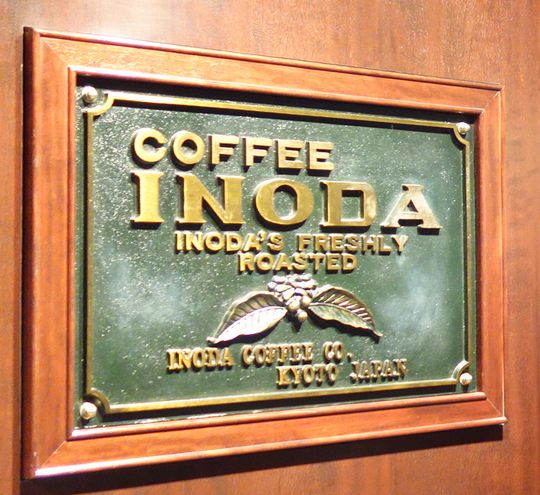 COFFEE
INODA
INODA'S FRESHLY
ROASTED
INODA COFFEE CO.
KYOTO JAPAN